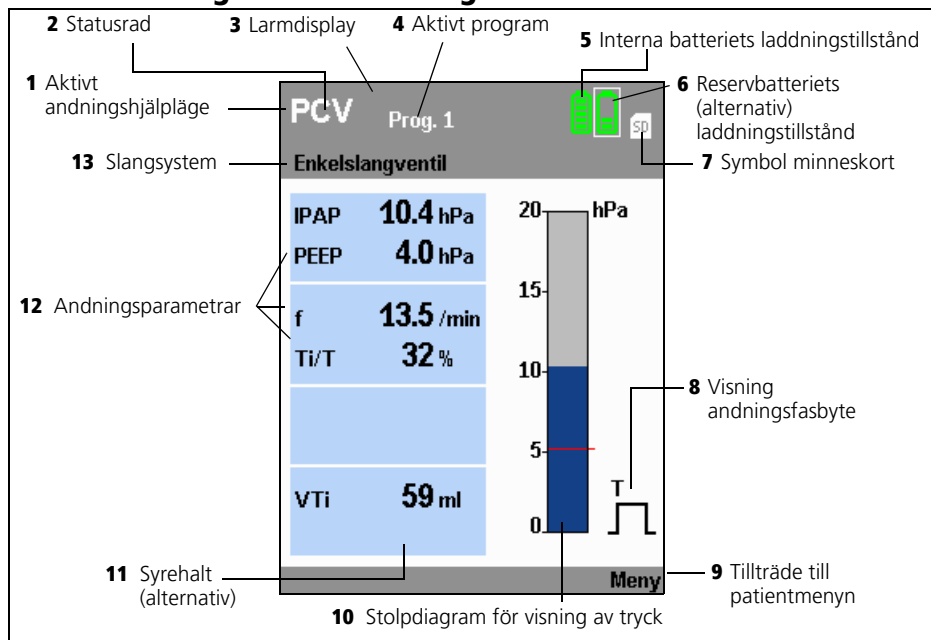 2 Statusrad
3 Larmdisplay
4 Aktivt program
5 Interna batteriets laddningstillstånd
1 Aktivt
andningshjälpläge
6 Reservbatteriets
(alternativ)
laddningstillstånd
PCV
Prog. 1
SD
13 Slangsystem
7 Symbol minneskort
Enkelslangventil
IPAP 10.4 hPa
PEEP 4.0 hPa
20 hPa
15
12 Andningsparametrar
f 13.5 /min
Ti/T 32 %
10
8 Visning
andningsfasbyte
5
T
VTi 59 ml
0
11 Syrehalt
(alternativ)
Meny
9 Tillträde till
patientmenyn
10 Stolpdiagram för visning av tryck